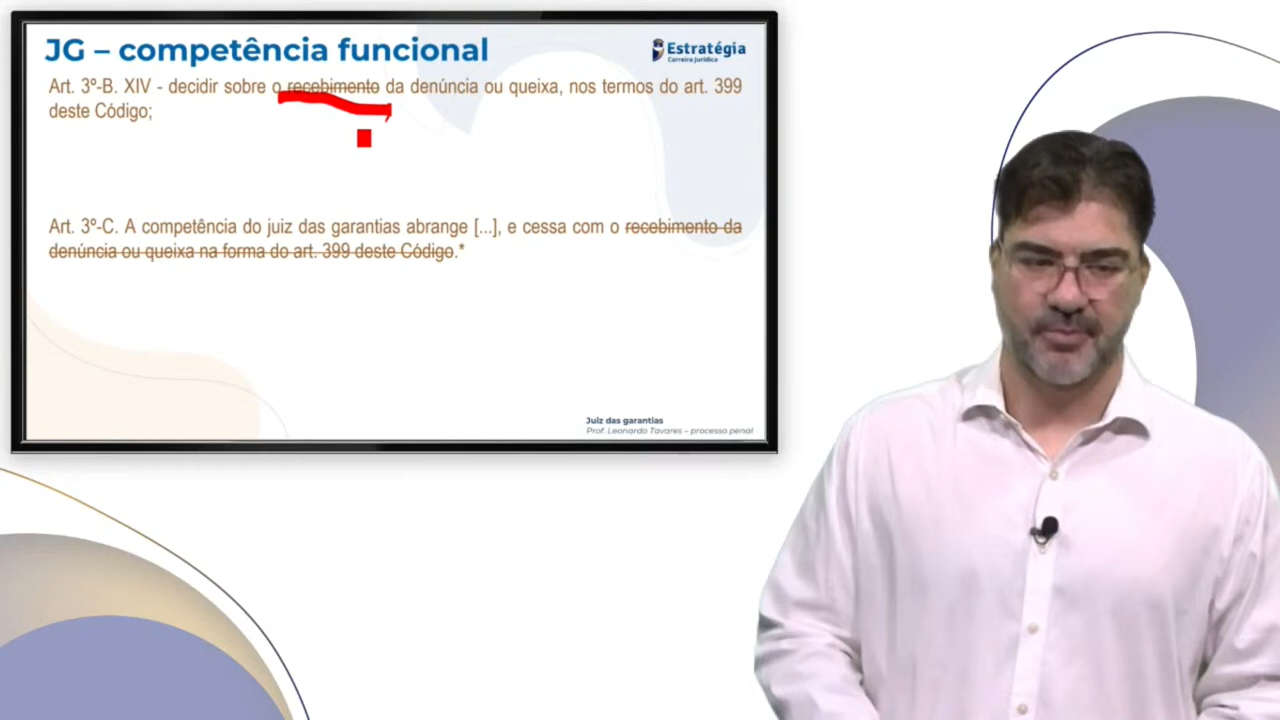 JG – competência funcional
Estratégia
Carreira Jurídica
Art. 3º-B. XIV - decidir sobre o recebimento da denúncia ou queixa, nos termos do art. 399
deste Código;
Art. 3º-C. A competência do juiz das garantias abrange [...], e cessa com o recebimento da
denúncia ou queixa na forma do art. 399 deste Código.*
Juiz das garantias
Prof. Leonardo Tavares – processo penal